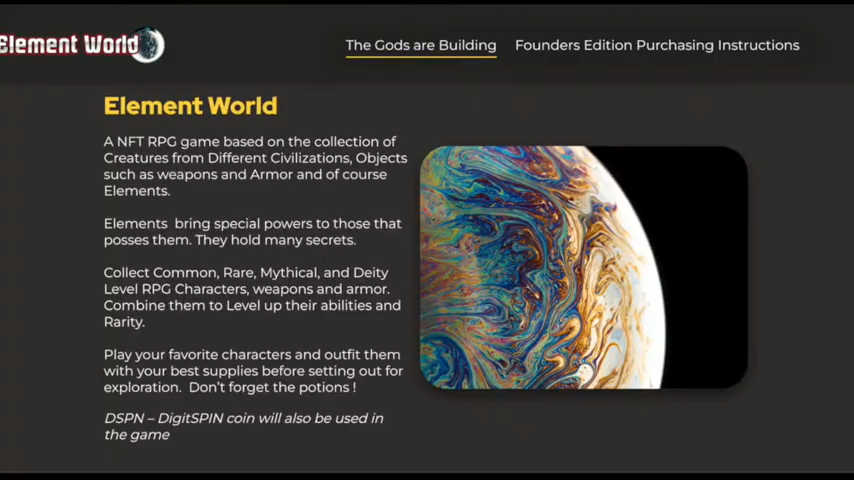 Element World
The Gods are Building
Founders Edition Purchasing Instructions
Element World
A NFT RPG game based on the collection of
Creatures from Different Civilizations, Objects
such as weapons and Armor and of course
Elements.
Elements bring special powers to those that
posses them. They hold many secrets.
Collect Common, Rare, Mythical, and Deity
Level RPG Characters, weapons and armor.
Combine them to Level up their abilities and
Rarity.
Play your favorite characters and outfit them
with your best supplies before setting out for
exploration. Don't forget the potions !
DSPN – DigitSPIN coin will also be used in
the game